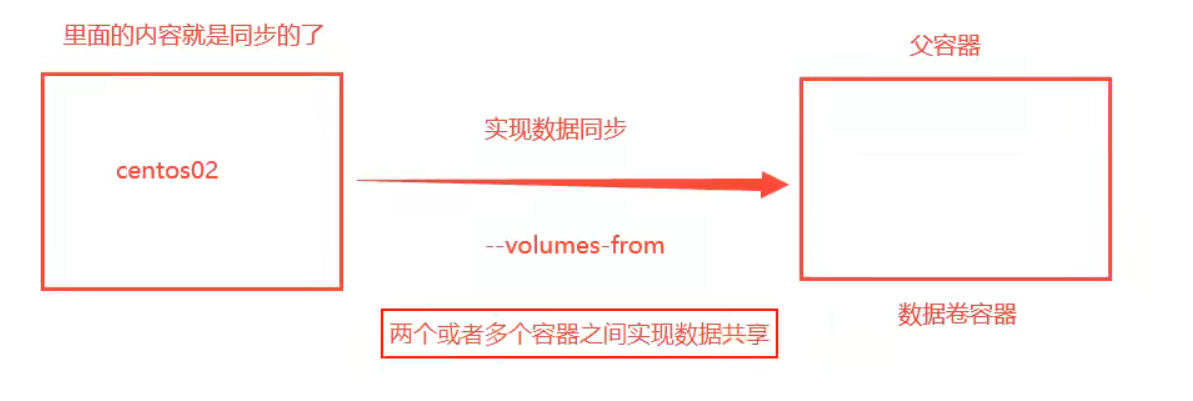 里面的内容就是同步的了
父容器
实现数据同步
centos02
--volumes-from
数据卷容器
两个或者多个容器之间实现数据共享